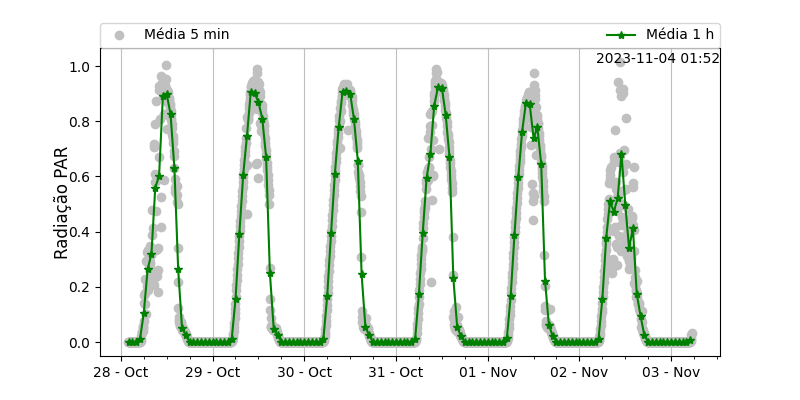 Média 5 min
Média 1 h
2023-11-04 01:52
Radiação PAR
1.0
0.8
0.6
0.4
0.2
0.0
28 - Oct
29 - Oct
30 - Oct
31 - Oct
01 - Nov
02 - Nov
03 - Nov